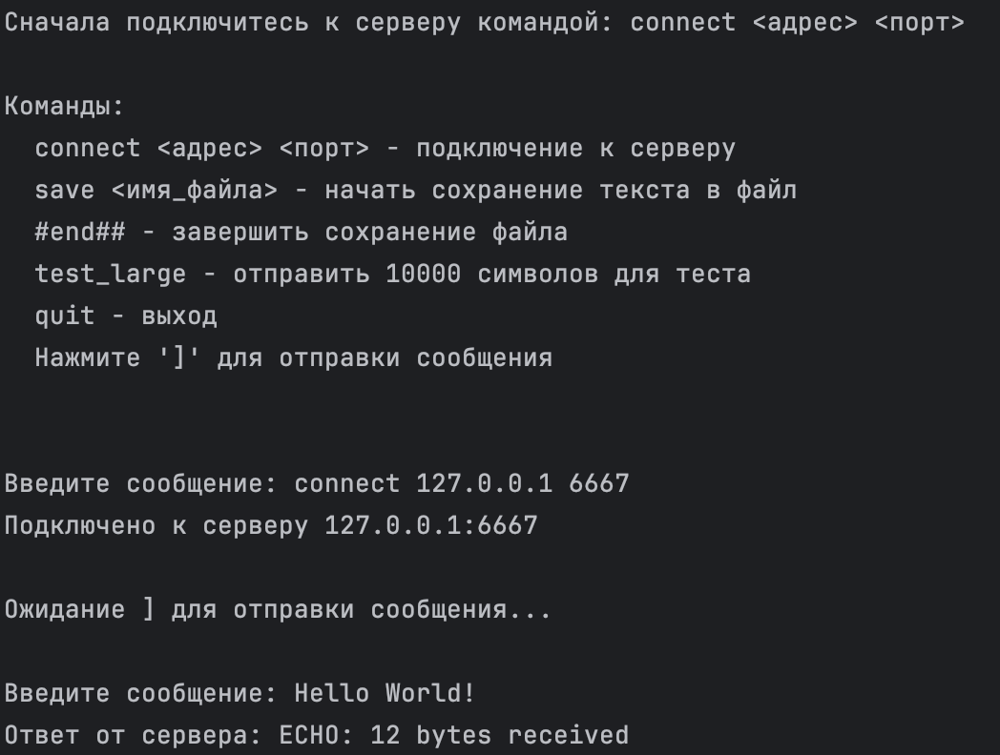 Сначала подключитесь к серверу командой: connect <адрес> <порт>
Команды:
connect <адрес> <порт> - подключение к серверу
save <имя_файла> - начать сохранение текста в файл
#end## - завершить сохранение файла
test_large - отправить 10000 символов для теста
quit - выход
Нажмите ']' для отправки сообщения
Введите сообщение: connect 127.0.0.1 6667
Подключено к серверу 127.0.0.1:6667
Ожидание ] для отправки сообщения...
Введите сообщение: Hello World!
Ответ от сервера: ECHO: 12 bytes received